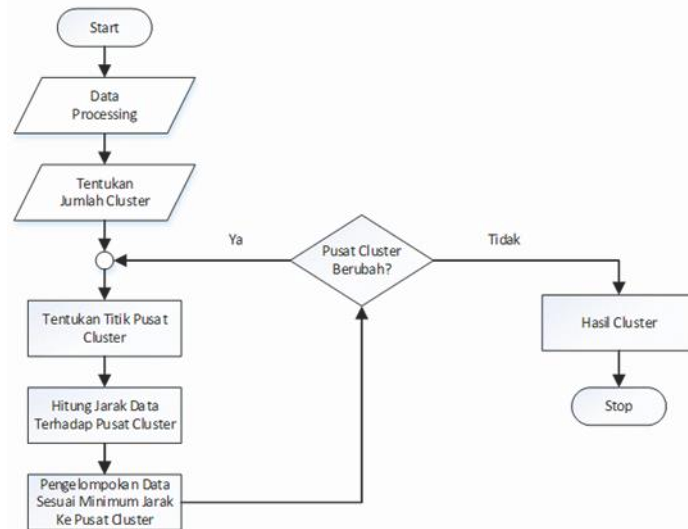 Start
Data
Processing
Tentukan
Jumlah Cluster
Ya
Pusat Cluster
Berubah?
Tidak
Tentukan Titik Pusat
Cluster
Hasil Cluster
Hitung Jarak Data
Terhadap Pusat Cluster
Stop
Pengelompokan Data
Sesuai Minimum Jarak
Ke Pusat Cluster